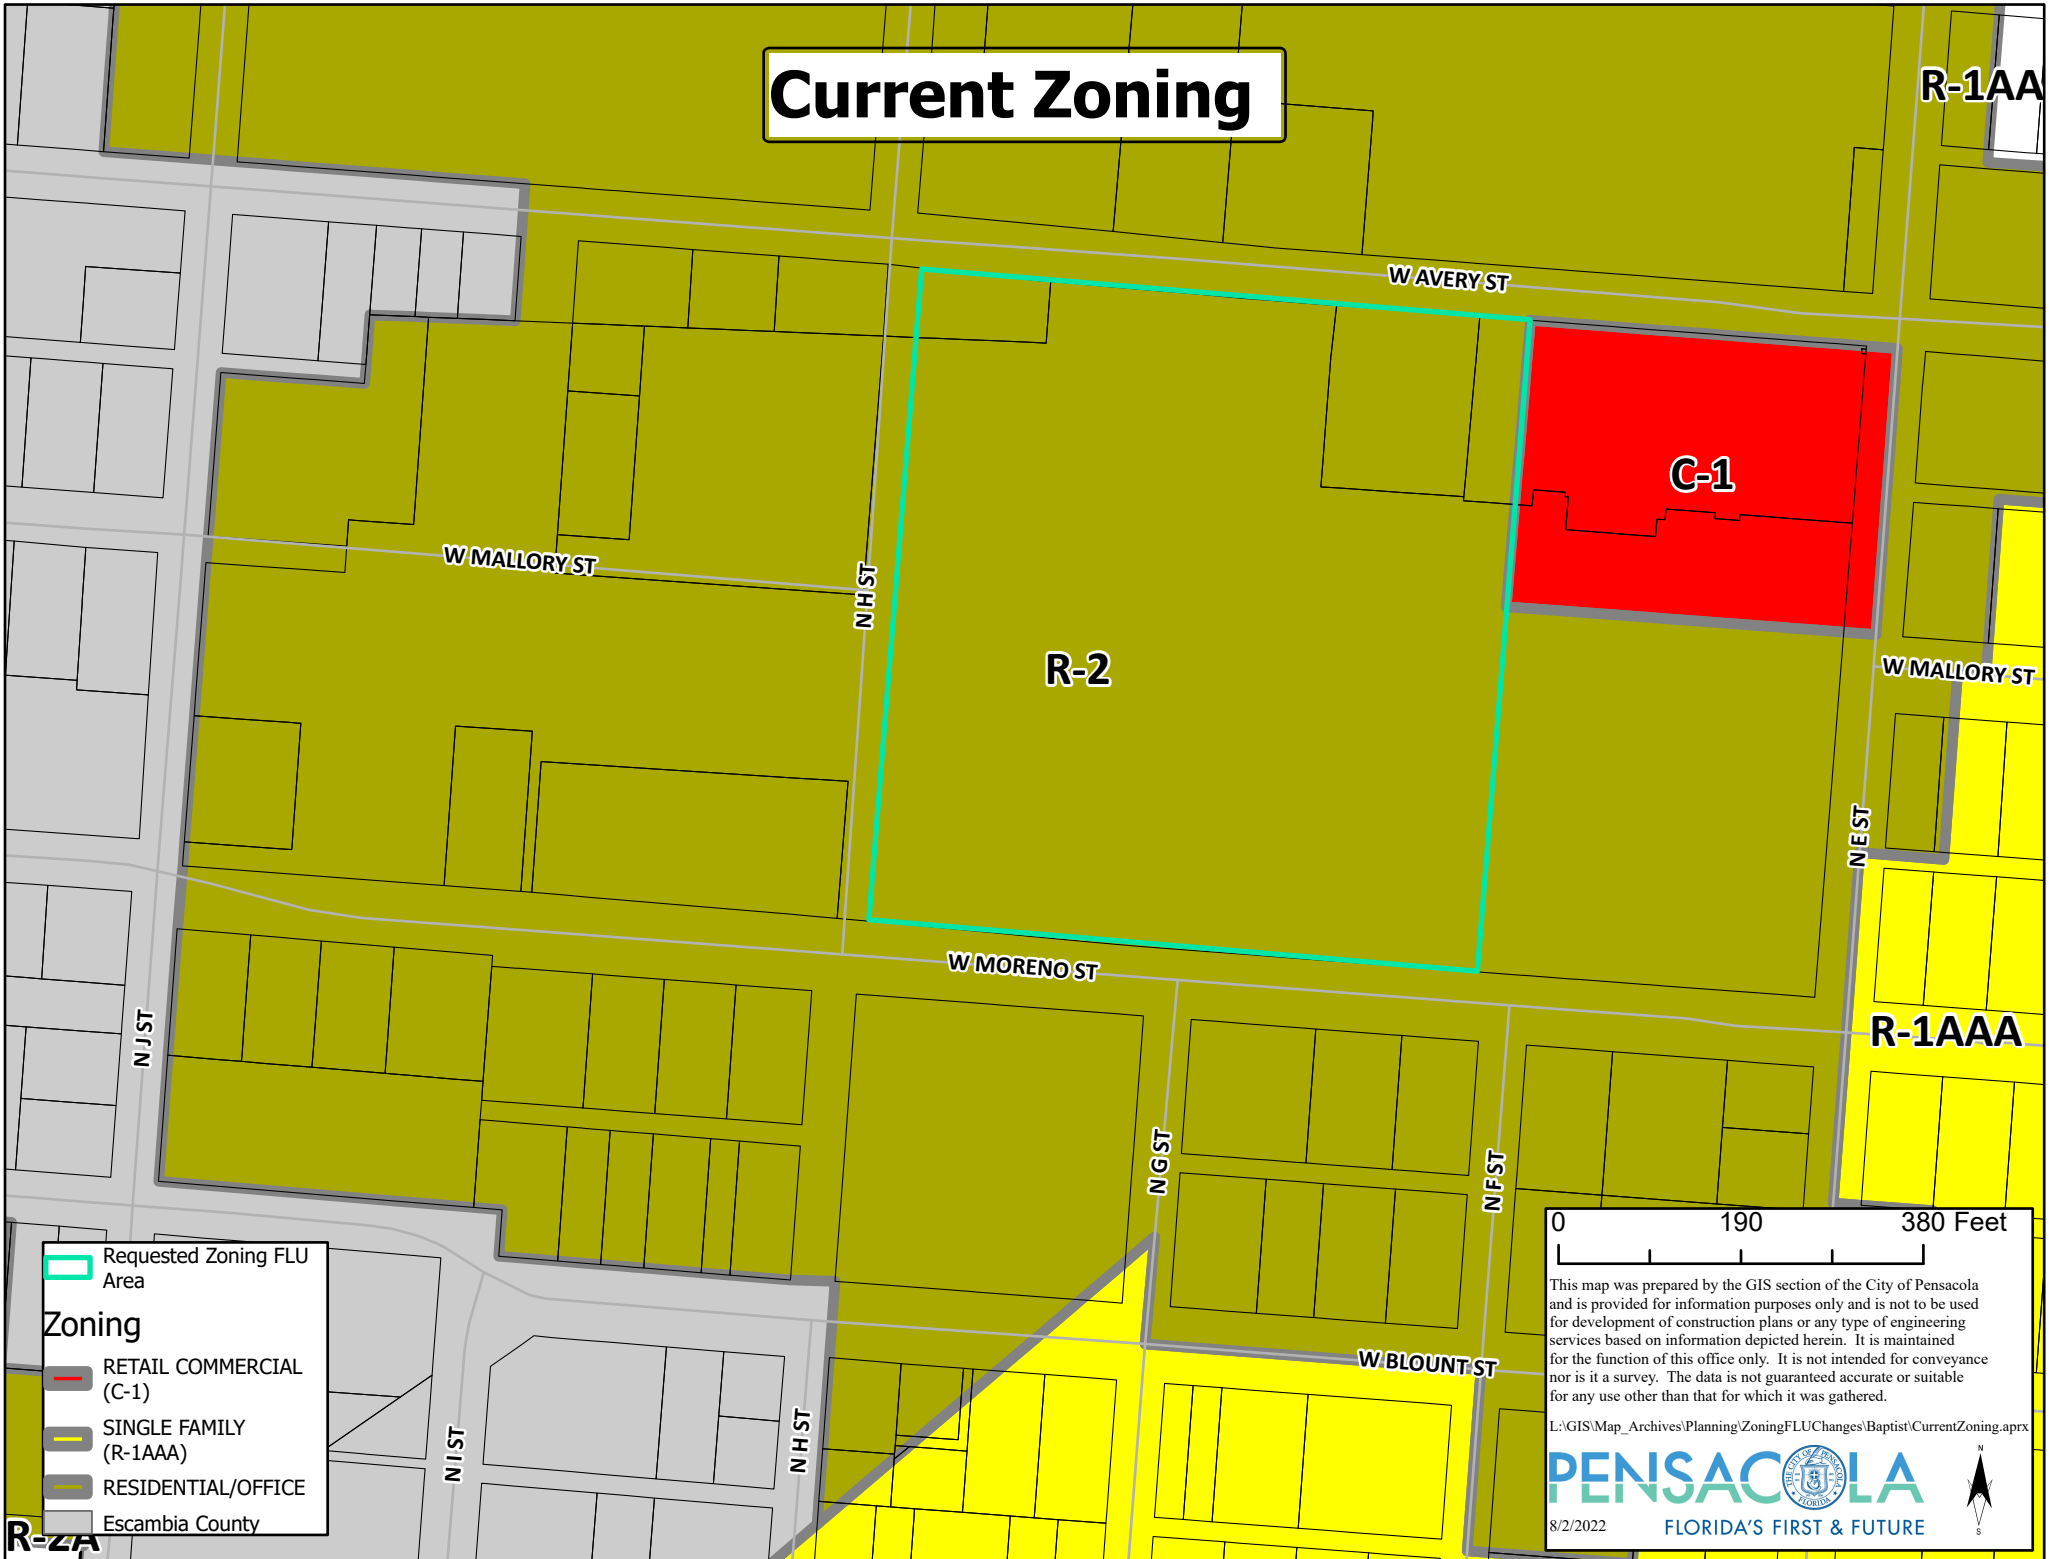 Current Zoning
R-1AA
W AVERY ST
C-1
W MALLORY ST
N H ST
R-2
W MALLORY ST
N E ST
W MORENO ST
R-1AAA
N J ST
N G ST
N F ST
W BLOUNT ST
N H ST
N I ST
R-2A
Requested Zoning FLU
Area
Zoning
RETAIL COMMERCIAL
(C-1)
SINGLE FAMILY
(R-1AAA)
RESIDENTIAL/OFFICE
Escambia County
0 190 380 Feet
This map was prepared by the GIS section of the City of Pensacola
and is provided for information purposes only and is not to be used
for development of construction plans or any type of engineering
services based on information depicted herein. It is maintained
for the function of this office only. It is not intended for conveyance
nor is it a survey. The data is not guaranteed accurate or suitable
for any use other than that for which it was gathered.
L:\GIS\Map_Archives\Planning\ZoningFLUChanges\Baptist\CurrentZoning.aprx
PENSACOLA
THE CITY OF PENSACOLA
FLORIDA
FLORIDA'S FIRST & FUTURE
8/2/2022
N
S